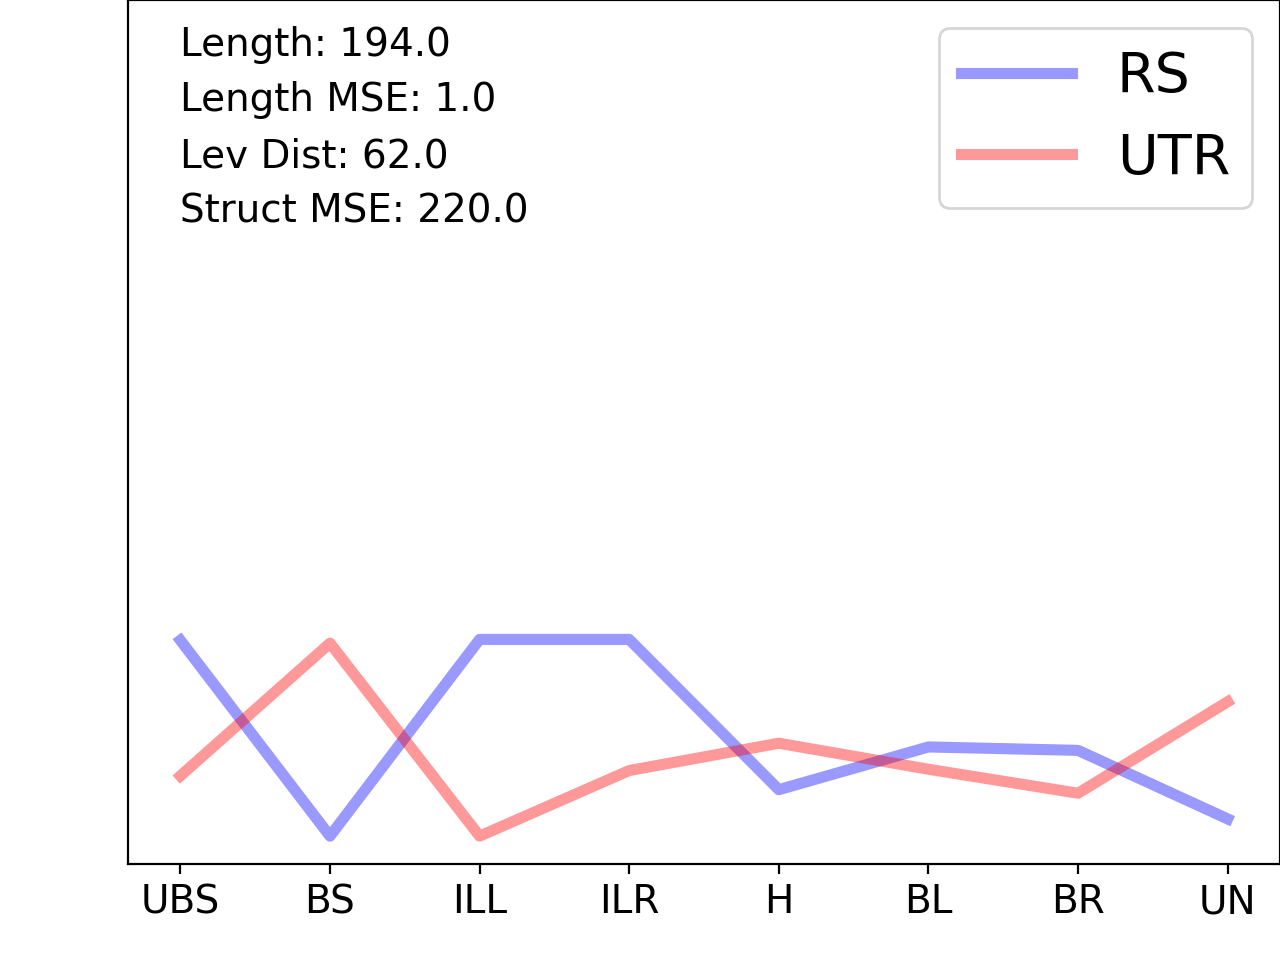 Length: 194.0
Length MSE: 1.0
Lev Dist: 62.0
Struct MSE: 220.0
RS
UTR
UBS BS ILL ILR H BL BR UN